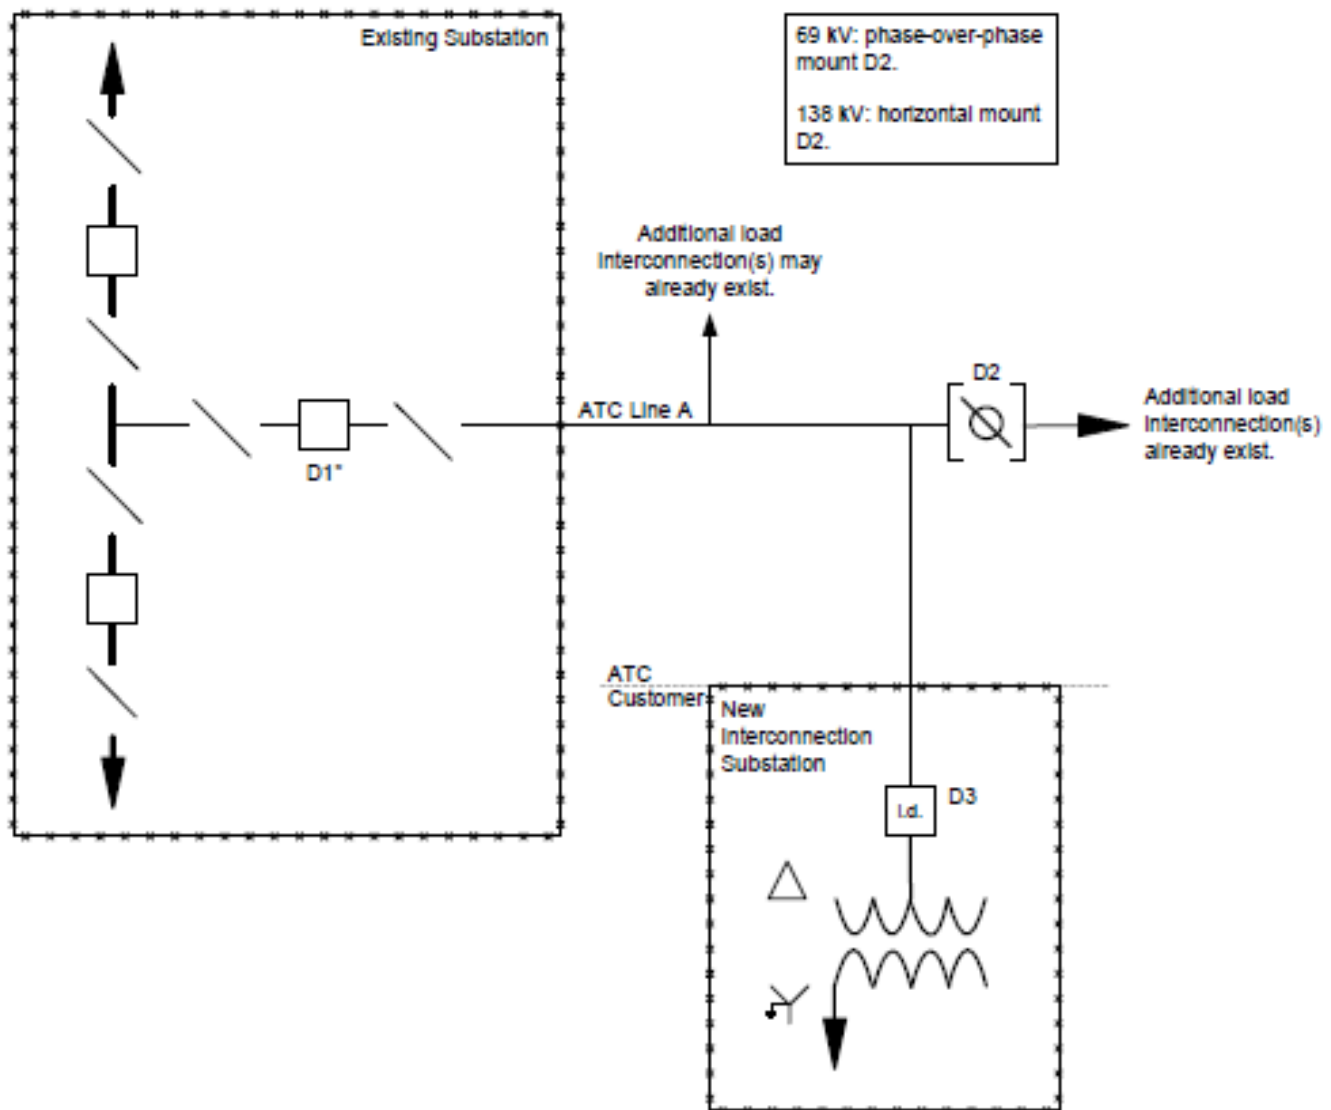 Existing Substation
69 kV: phase-over-phase
mount D2.
138 kV: horizontal mount
D2.
Additional load
Interconnection(s) may
already exist.
D2
Additional load
Interconnection(s)
already exist.
ATC Line A
D1*
ATC
Customer
New
Interconnection
Substation
D3
i.d.